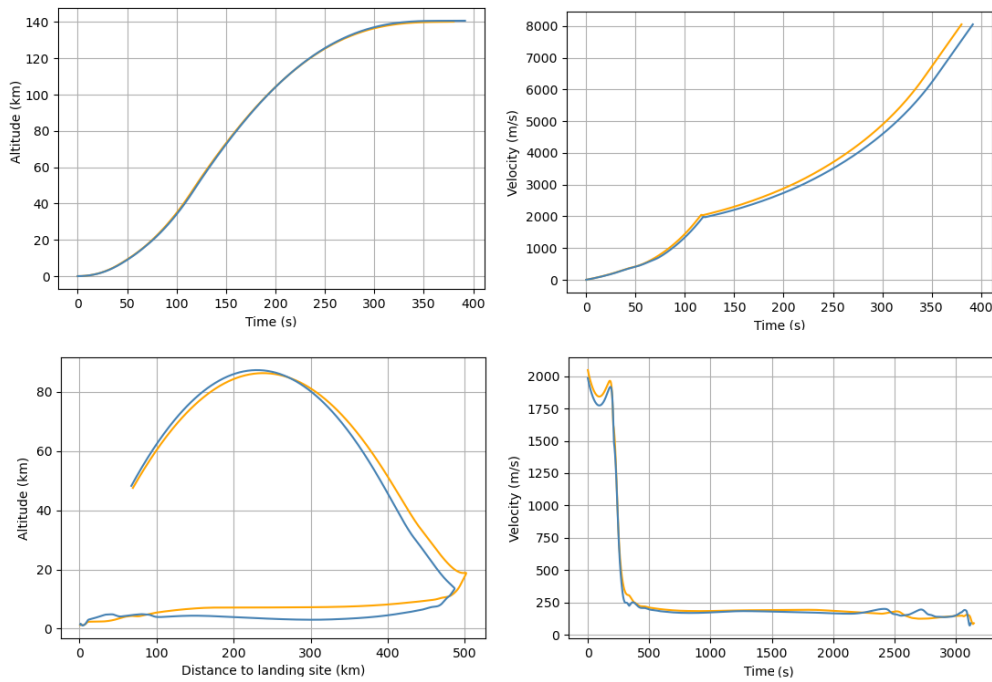 140
120
100
80
60
40
20
0
Altitude (km)
0 50 100 150 200 250 300 350 400
Time (s)
8000
7000
6000
5000
4000
3000
2000
1000
0
Velocity (m/s)
0 50 100 150 200 250 300 350 400
Time (s)
80
60
40
20
0
Altitude (km)
0 100 200 300 400 500
Distance to landing site (km)
2000
1750
1500
1250
1000
750
500
250
0
Velocity (m/s)
0 500 1000 1500 2000 2500 3000
Time (s)